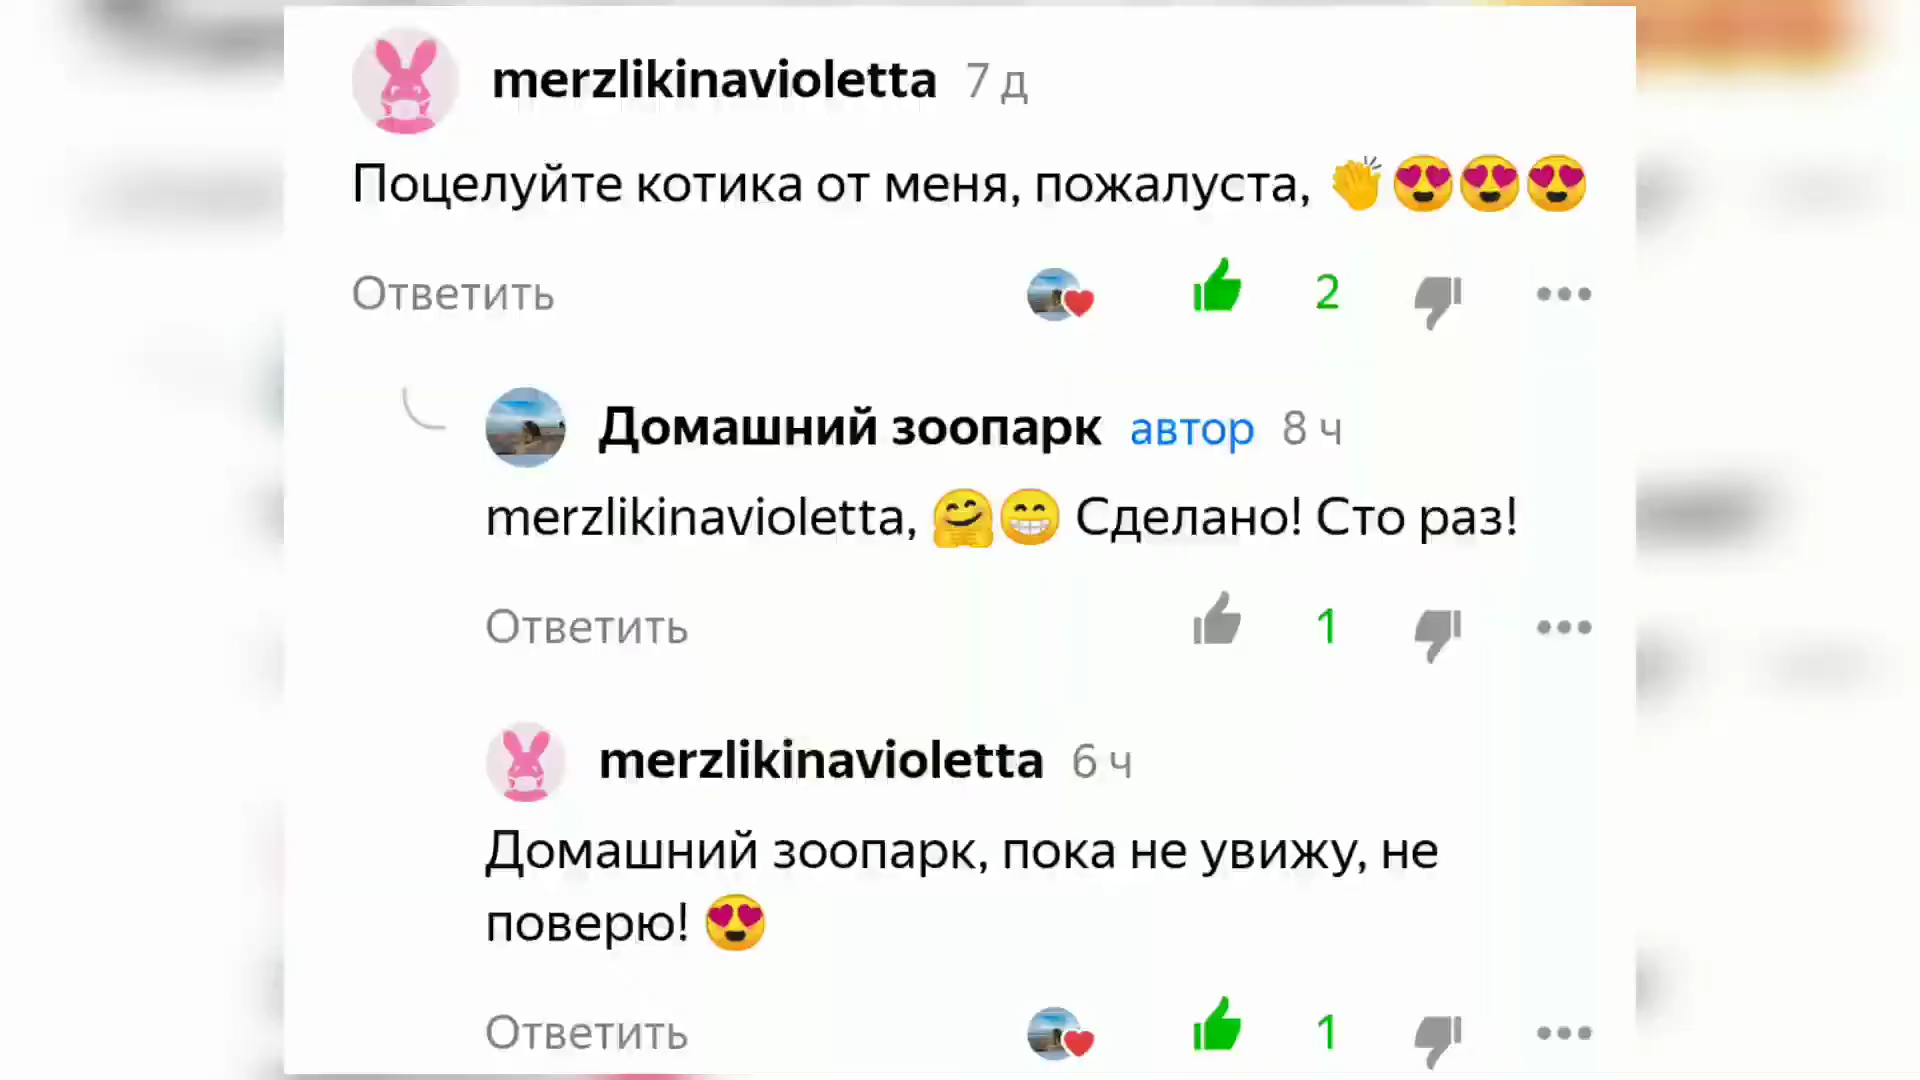 merzlikinavioletta 7 д
Поцелуйте котика от меня, пожалуста, 👏😍😍😍
Ответить 2
Домашний зоопарк автор 8 ч
merzlikinavioletta, 🤗😁 Сделано! Сто раз!
Ответить 1
merzlikinavioletta 6 ч
Домашний зоопарк, пока не увижу, не
поверю! 😍
Ответить 1